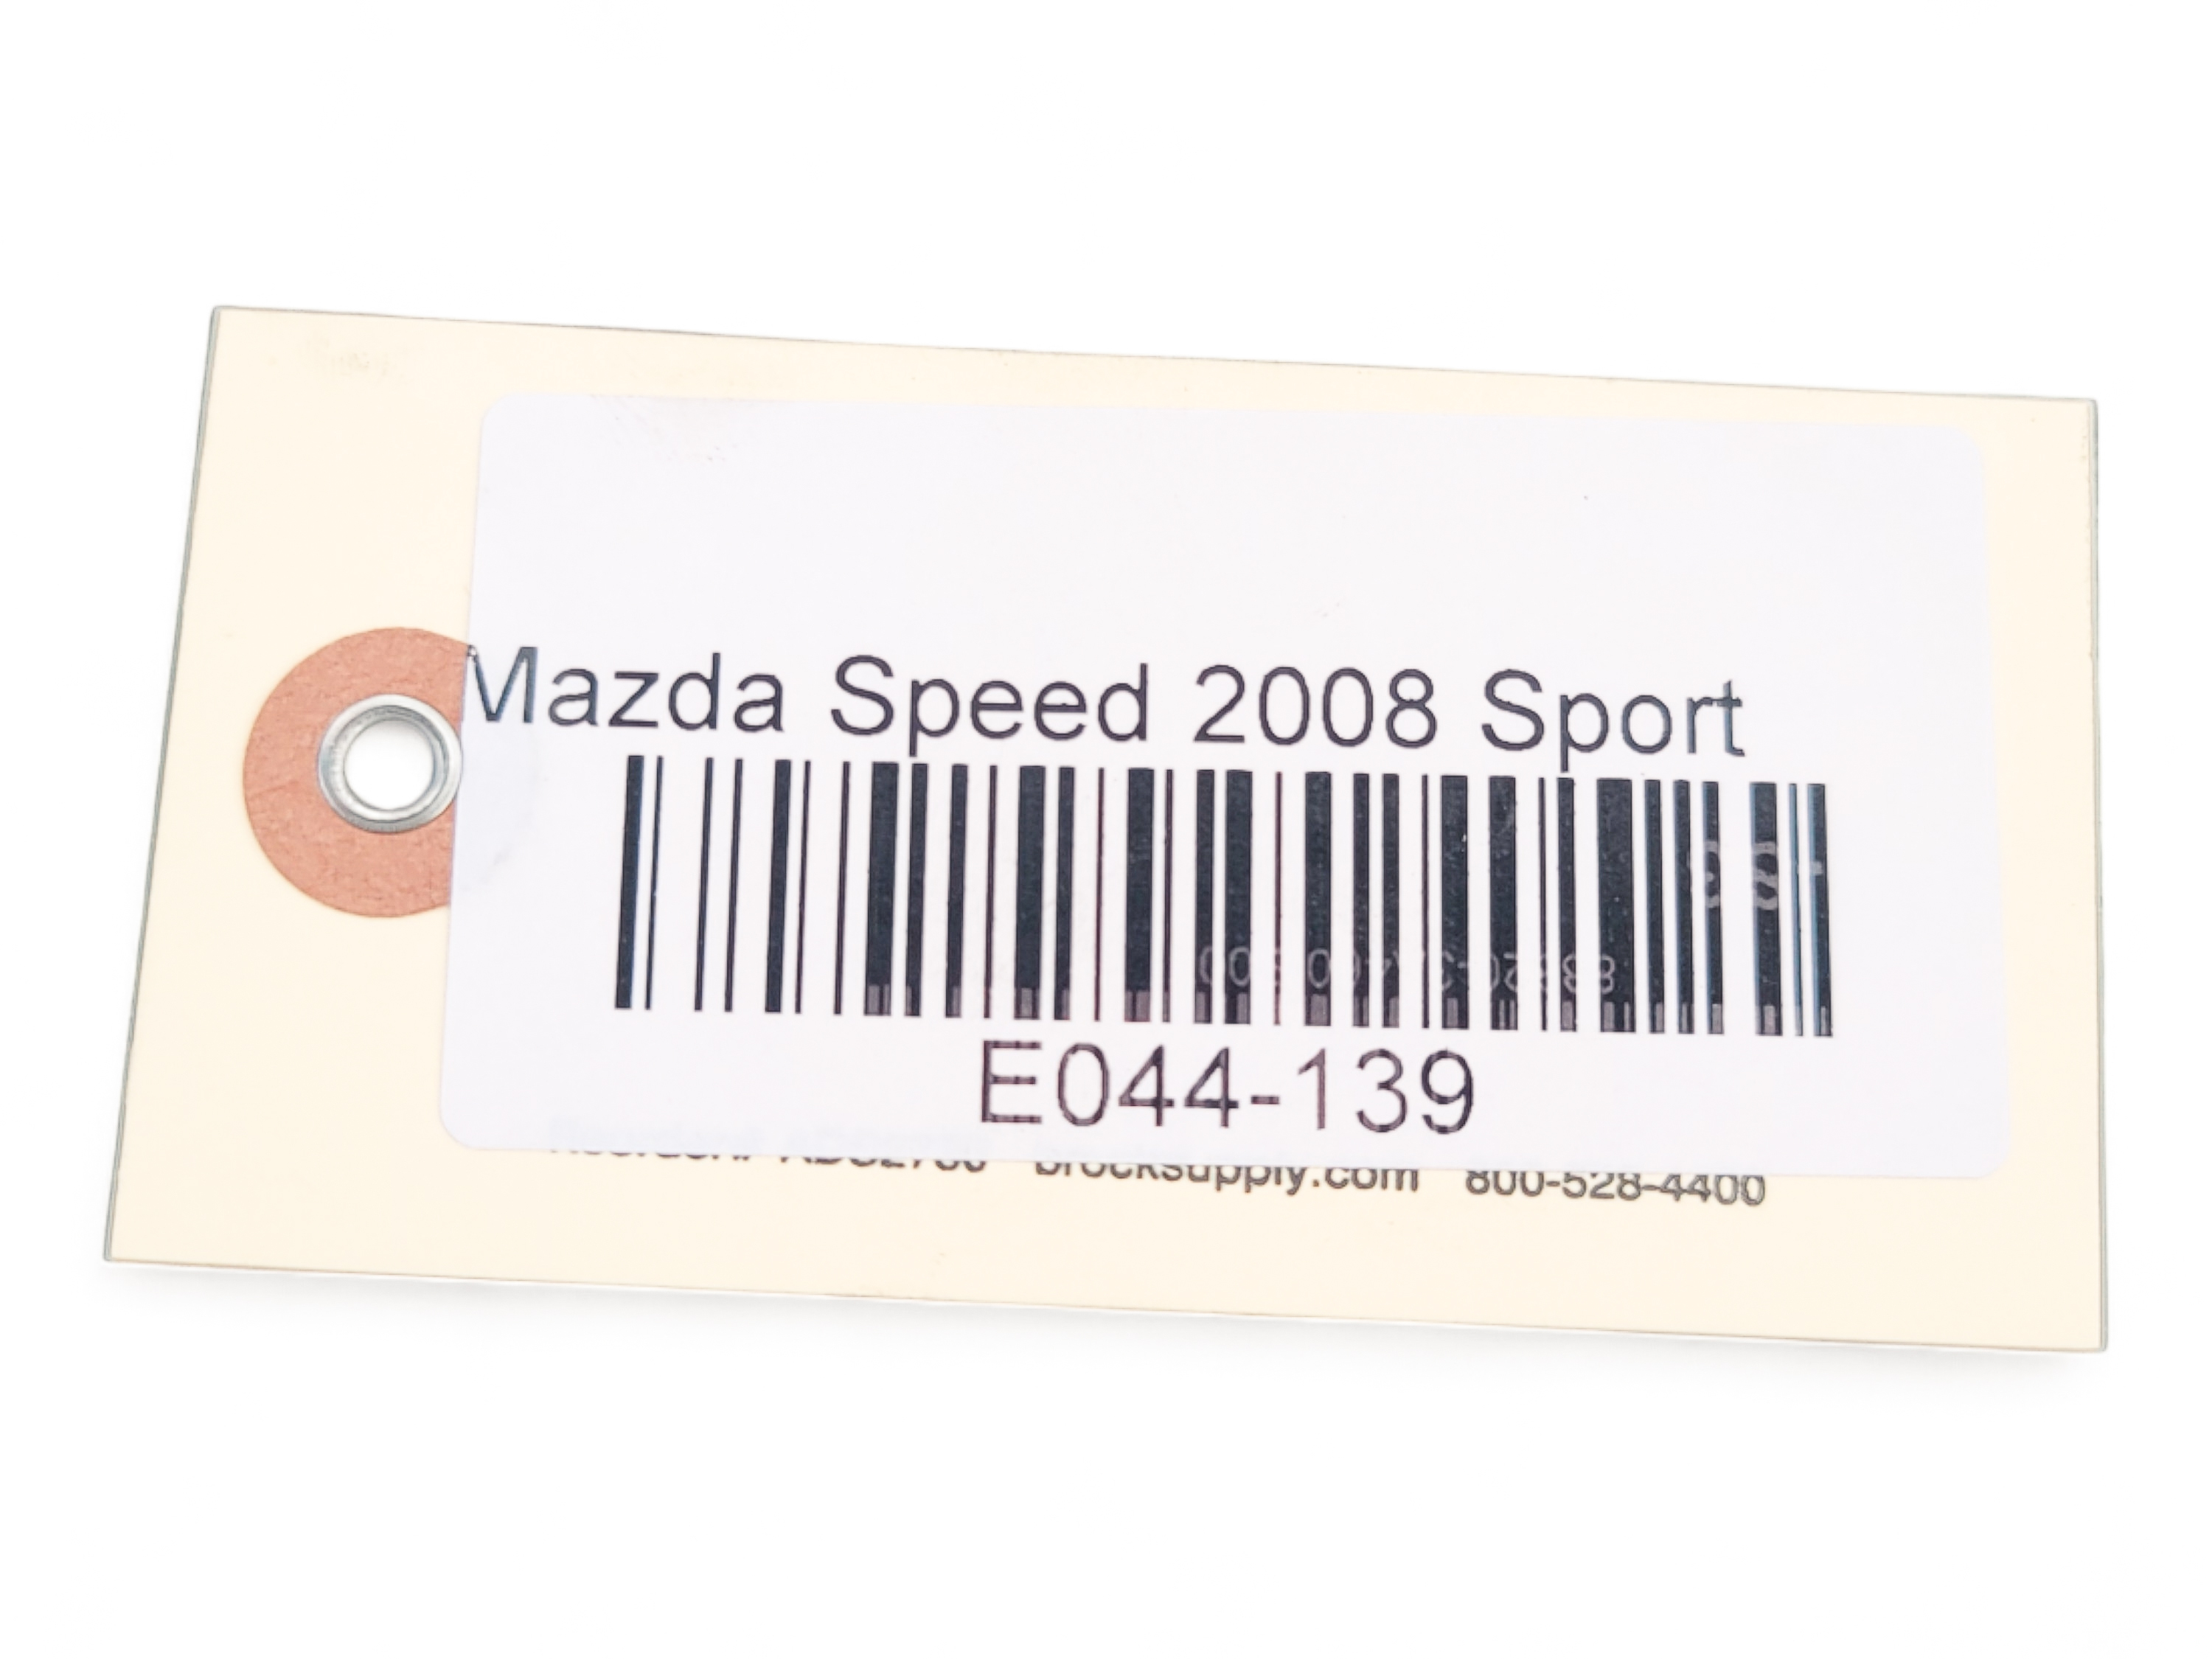 Mazda Speed 2008 Sport
E044-139
brocksupply.com 800-528-4400